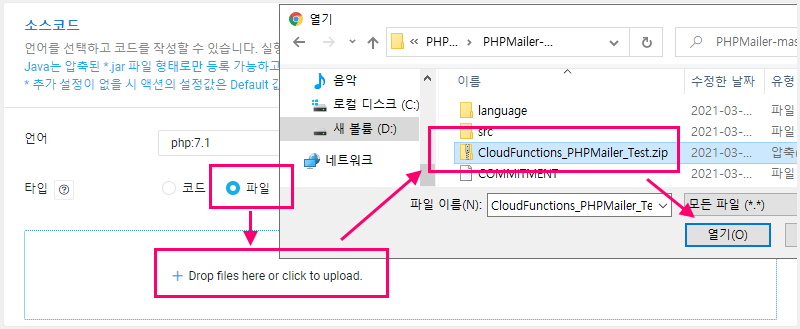 소스코드
언어를 선택하고 코드를 작성할 수 있습니다. 실행
Java는 압축된 *.jar 파일 형태로만 등록 가능하고
* 추가 설정이 없을 시 액션의 설정값은 Default 값
언어
php:7.1
타입
코드
파일
+ Drop files here or click to upload.
열기
« PHP... > PHPMailer-...
PHPMailer-mas
이름
수정한 날짜
유형
음악
로컬 디스크 (C:)
새 볼륨 (D:)
네트워크
language
2021-03-...
파일
src
2021-03-...
파일
CloudFunctions_PHPMailer_Test.zip
2021-03-...
압축
COMMITMENT
2021-03-...
파일
파일 이름(N):
CloudFunctions_PHPMailer_Te
모든 파일 (*.*)
열기(O)